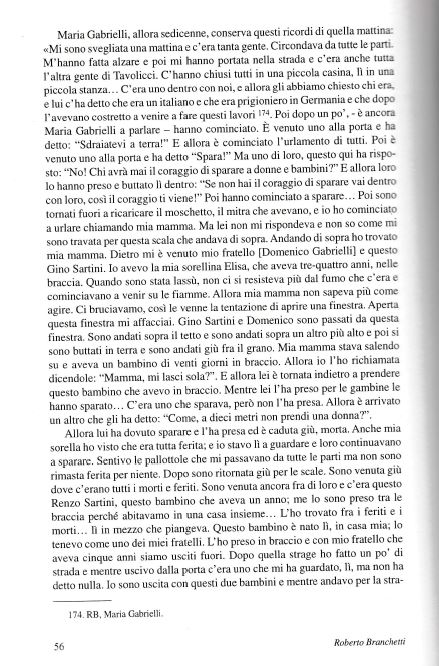 Maria Gabrielli, allora sedicenne, conserva questi ricordi di quella mattina:
«Mi sono svegliata una mattina e c'era tanta gente. Circondava da tutte le parti.
M'hanno fatta alzare e poi mi hanno portata nella strada e c'era anche tutta
l'altra gente di Tavolicci. C'hanno chiusi tutti in una piccola casina, lì in una
piccola stanza... C'era uno dentro con noi, e allora gli abbiamo chiesto chi era,
e lui c'ha detto che era un italiano e che era prigioniero in Germania e che dopo
l'avevano costretto a venire a fare questi lavori 174. Poi dopo un po', - è ancora
Maria Gabrielli a parlare – hanno cominciato. È venuto uno alla porta e ha
detto: “Sdraiatevi a terra!” E allora è cominciato l'urlamento di tutti. Poi è
venuto uno alla porta e ha detto “Spara!” Ma uno di loro, questo qui ha rispo-
sto: “No! Chi avrà mai il coraggio di sparare a donne e bambini?” E allora loro
lo hanno preso e buttato lì dentro: “Se non hai il coraggio di sparare vai dentro
con loro, così il coraggio ti viene!” Poi hanno cominciato a sparare... Poi sono
tornati fuori a ricaricare il moschetto, il mitra che avevano, e io ho cominciato
a urlare chiamando mia mamma. Ma lei non mi rispondeva e non so come mi
sono travata per questa scala che andava di sopra. Andando di sopra ho trovato
mia mamma. Dietro mi è venuto mio fratello [Domenico Gabrielli] e questo
Gino Sartini. Io avevo la mia sorellina Elisa, che aveva tre-quattro anni, nelle
braccia. Quando sono stata lassù, non ci si resisteva più dal fumo che c'era e
cominciavano a venir su le fiamme. Allora mia mamma non sapeva più come
agire. Ci bruciavamo, così le venne la tentazione di aprire una finestra. Aperta
questa finestra mi affacciai. Gino Sartini e Domenico sono passati da questa
finestra. Sono andati sopra il tetto e sono andati sopra un altro più alto e poi si
sono buttati in terra e sono andati giù fra il grano. Mia mamma stava salendo
su e aveva un bambino di venti giorni in braccio. Allora io l'ho richiamata
dicendole: “Mamma, mi lasci sola?”. E allora lei è tornata indietro a prendere
questo bambino che avevo in braccio. Mentre lei l'ha preso per le gambine le
hanno sparato... C'era uno che sparava, però non l'ha presa. Allora è arrivato
un altro che gli ha detto: “Come, a dieci metri non prendi una donna?”.
Allora lui ha dovuto sparare e l'ha presa ed è caduta giù, morta. Anche mia
sorella ho visto che era tutta ferita; e io stavo lì a guardare e loro continuavano
a sparare. Sentivo le pallottole che mi passavano da tutte le parti ma non sono
rimasta ferita per niente. Dopo sono ritornata giù per le scale. Sono venuta giù
dove c'erano tutti i morti e feriti. Sono venuta ancora fra di loro e c'era questo
Renzo Sartini, questo bambino che aveva un anno; me lo sono preso tra le
braccia perché abitavamo in una casa insieme... L'ho trovato fra i feriti e i
morti... lì in mezzo che piangeva. Questo bambino è nato lì, in casa mia; lo
tenevo come uno dei miei fratelli. L'ho preso in braccio e con mio fratello che
aveva cinque anni siamo usciti fuori. Dopo quella strage ho fatto un po' di
strada e mentre uscivo dalla porta c'era uno che mi ha guardato, lì, ma non ha
detto nulla. Io sono uscita con questi due bambini e mentre andavo per la stra-
174. RB, Maria Gabrielli.
56
Roberto Branchetti